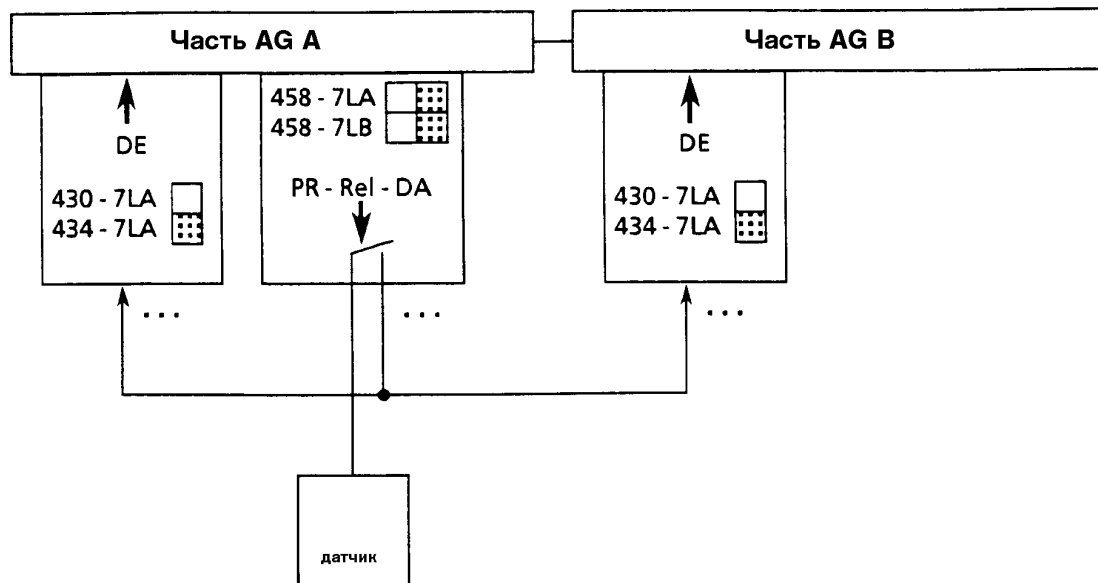 Часть AG A
Часть AG B
DE
430 - 7LA
434 - 7LA
...
458 - 7LA
458 - 7LB
PR - Rel - DA
...
DE
430 - 7LA
434 - 7LA
...
датчик